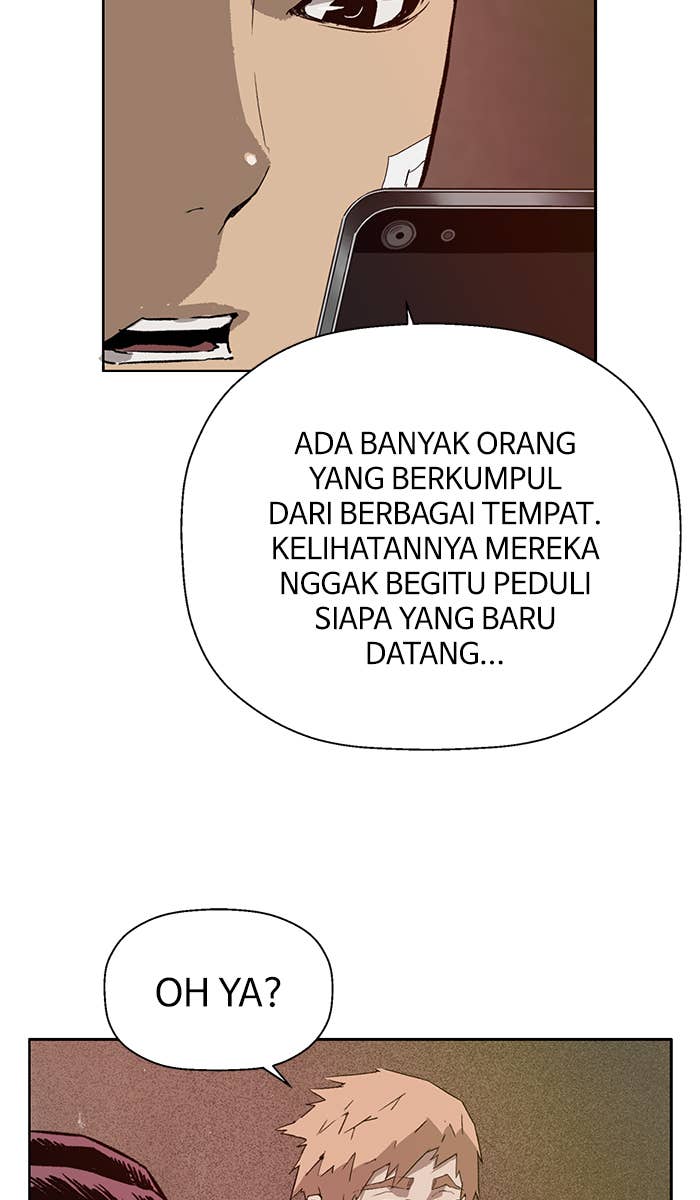 ADA BANYAK ORANG
YANG BERKUMPUL
DARI BERBAGAI TEMPAT.
KELIHATANNYA MEREKA
NGGAK BEGITU PEDULI
SIAPA YANG BARU
DATANG...
OH YA?